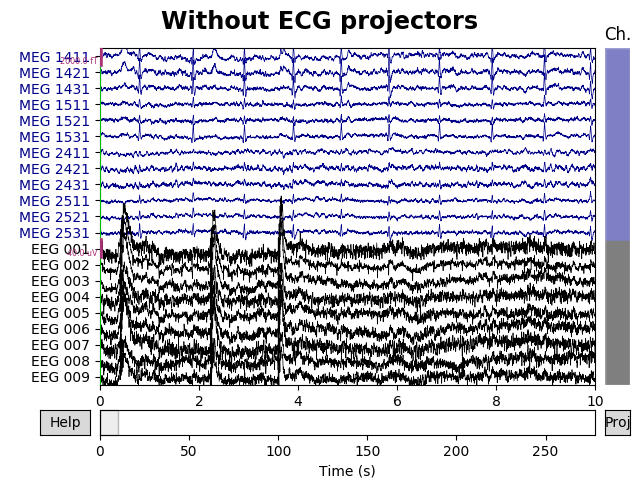 Without ECG projectors
Ch.
MEG 1411
MEG 1421
MEG 1431
MEG 1511
MEG 1521
MEG 1531
MEG 2411
MEG 2421
MEG 2431
MEG 2511
MEG 2521
MEG 2531
EEG 001
EEG 002
EEG 003
EEG 004
EEG 005
EEG 006
EEG 007
EEG 008
EEG 009
0 2 4 6 8 10
Help
Proj
0 50 100 150 200 250
Time (s)